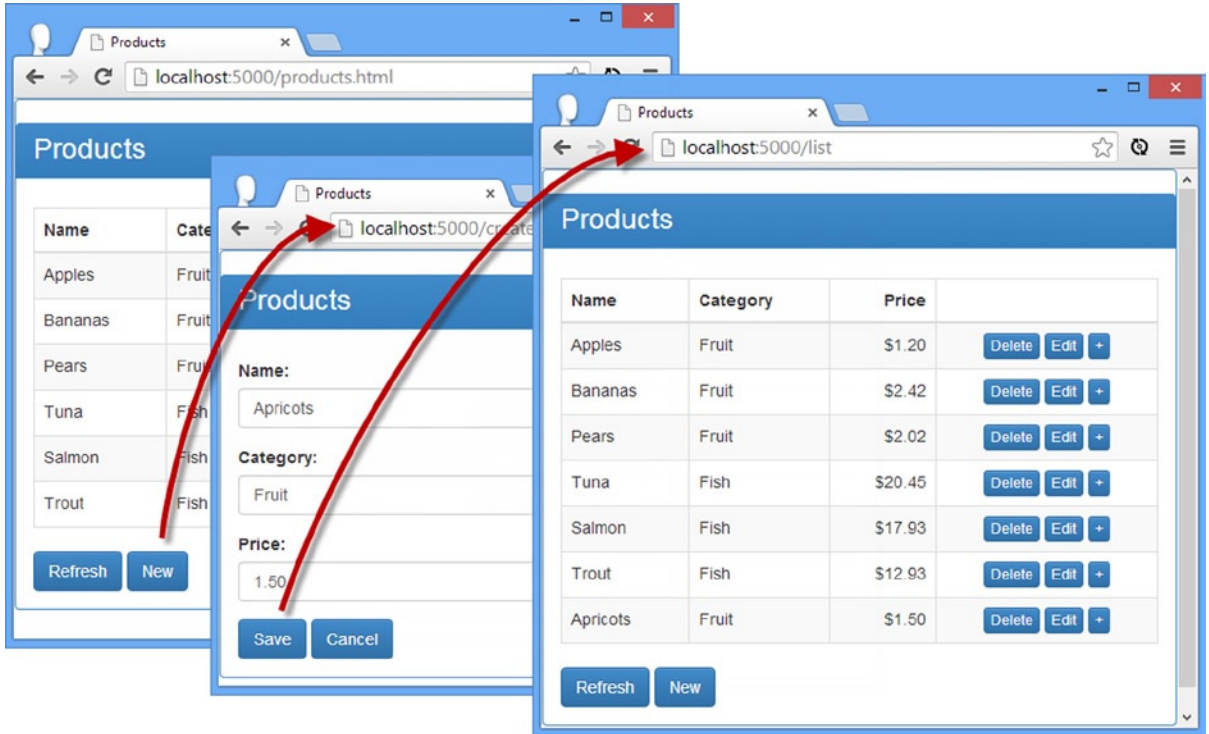 Products
localhost:5000/products.html
Products
Name
Apples Fruit
Bananas Fruit
Pears
Tuna Fish
Salmon Fish
Trout Fish
Refresh New
Products
localhost:5000/create
Products
Name:
Apricots
Category:
Fruit
Price:
1.50
Save Cancel
Products
localhost:5000/list
Products
Name Category Price
Apples Fruit $1.20 Delete Edit +
Bananas Fruit $2.42 Delete Edit +
Pears Fruit $2.02 Delete Edit +
Tuna Fish $20.45 Delete Edit +
Salmon Fish $17.93 Delete Edit +
Trout Fish $12.93 Delete Edit +
Apricots Fruit $1.50 Delete Edit +
Refresh New